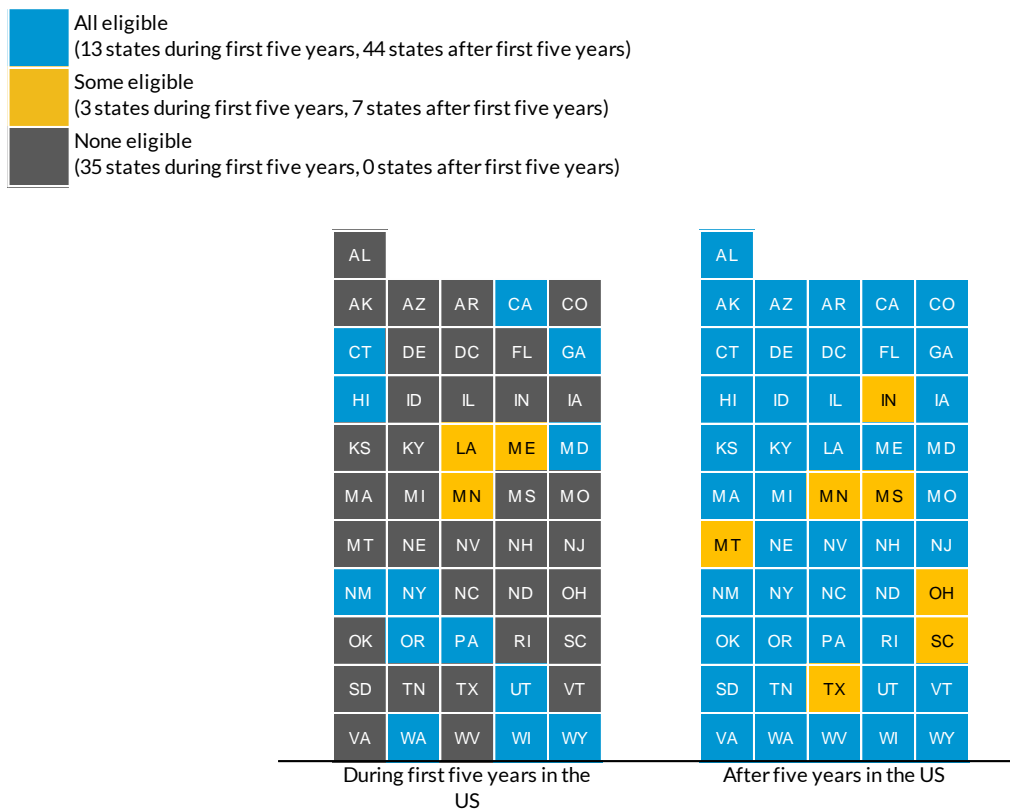 All eligible
(13 states during first five years, 44 states after first five years)
Some eligible
(3 states during first five years, 7 states after first five years)
None eligible
(35 states during first five years, 0 states after first five years)
AL
AK AZ AR CA CO
CT DE DC FL GA
HI ID IL IN IA
KS KY LA ME MD
MA MI MN MS MO
MT NE NV NH NJ
NM NY NC ND OH
OK OR PA RI SC
SD TN TX UT VT
VA WA WV WI WY
During first five years in the
US
AL
AK AZ AR CA CO
CT DE DC FL GA
HI ID IL IN IA
KS KY LA ME MD
MA MI MN MS MO
MT NE NV NH NJ
NM NY NC ND OH
OK OR PA RI SC
SD TN TX UT VT
VA WA WV WI WY
After five years in the US